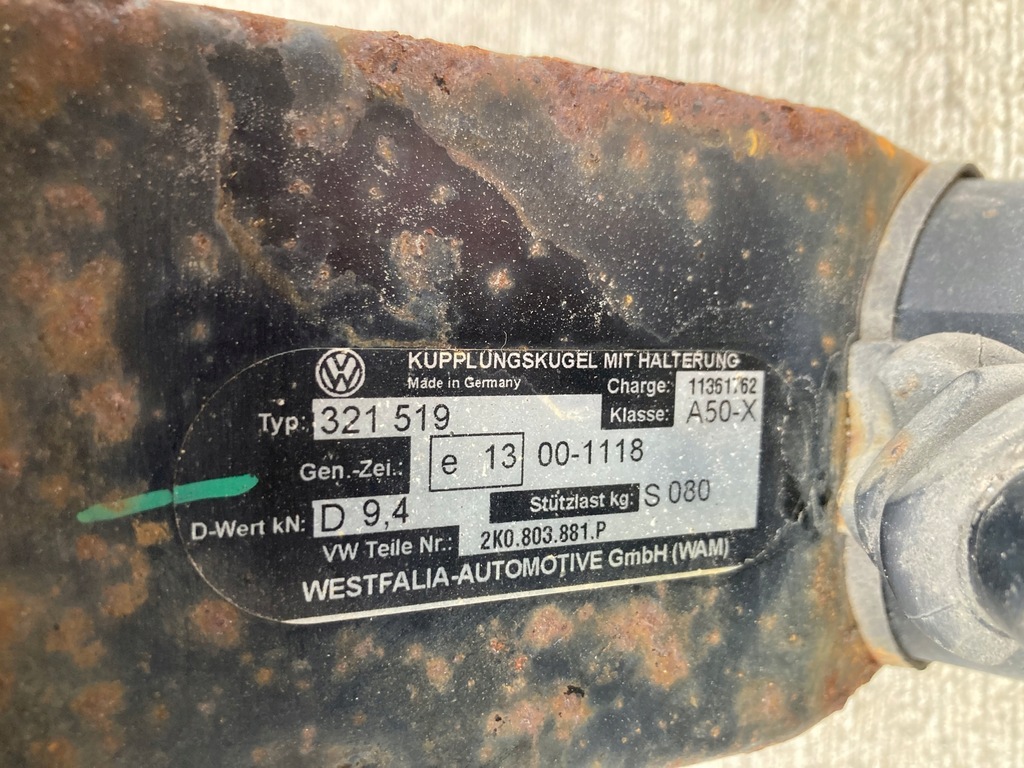 KUPPLUNGSKUGEL MIT HALTERUNG
Made in Germany
Charge: 11351762
Typ: 321 519
Klasse: A50-X
Gen.-Zei.: e 13 00-1118
D-Wert kN: D 9,4
Stützlast kg: S 080
VW Teile Nr.: 2K0.803.881.P
WESTFALIA-AUTOMOTIVE GmbH (WAM)